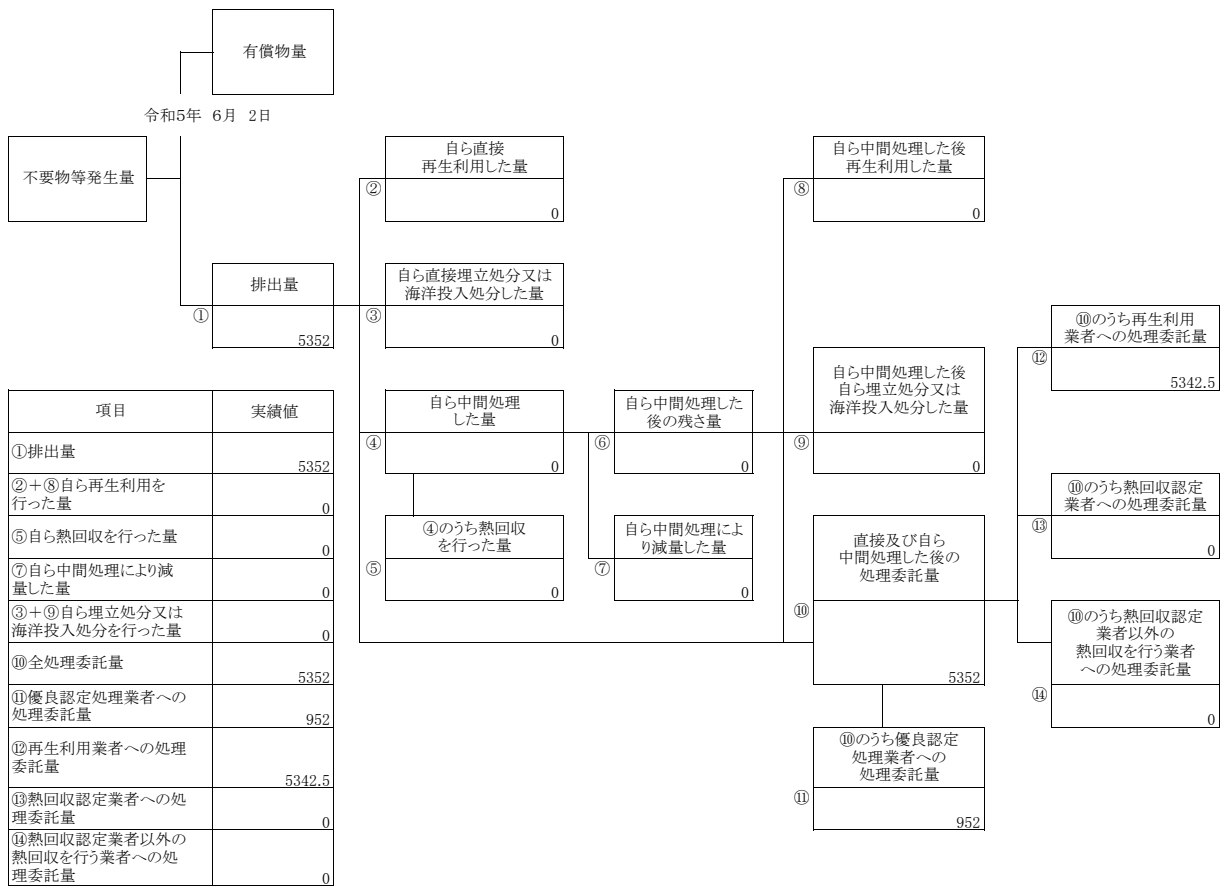 有償物量
令和5年 6月 2日
不要物等発生量
自ら直接
再生利用した量
②
0
自ら中間処理した後
再生利用した量
⑧
0
排出量
①
5352
自ら直接埋立処分又は
海洋投入処分した量
③
0
⑩のうち再生利用
業者への処理委託量
⑫
5342.5
自ら中間処理
した量
④
0
自ら中間処理した
後の残さ量
⑥
0
自ら中間処理した後
自ら埋立処分又は
海洋投入処分した量
⑨
0
⑩のうち熱回収認定
業者への処理委託量
⑬
0
④のうち熱回収
を行った量
⑤
0
自ら中間処理によ
り減量した量
⑦
0
直接及び自ら
中間処理した後の
処理委託量
⑩
5352
⑩のうち熱回収認定
業者以外の
熱回収を行う業者
への処理委託量
⑭
0
⑩のうち優良認定
処理業者への
処理委託量
⑪
952
項目 実績値
①排出量
5352
②+⑧自ら再生利用を
行った量
0
⑤自ら熱回収を行った量
0
⑦自ら中間処理により減
量した量
0
③+⑨自ら埋立処分又は
海洋投入処分を行った量
0
⑩全処理委託量
5352
⑪優良認定処理業者への
処理委託量
952
⑫再生利用業者への処理
委託量
5342.5
⑬熱回収認定業者への処
理委託量
0
⑭熱回収認定業者以外の
熱回収を行う業者への処
理委託量
0